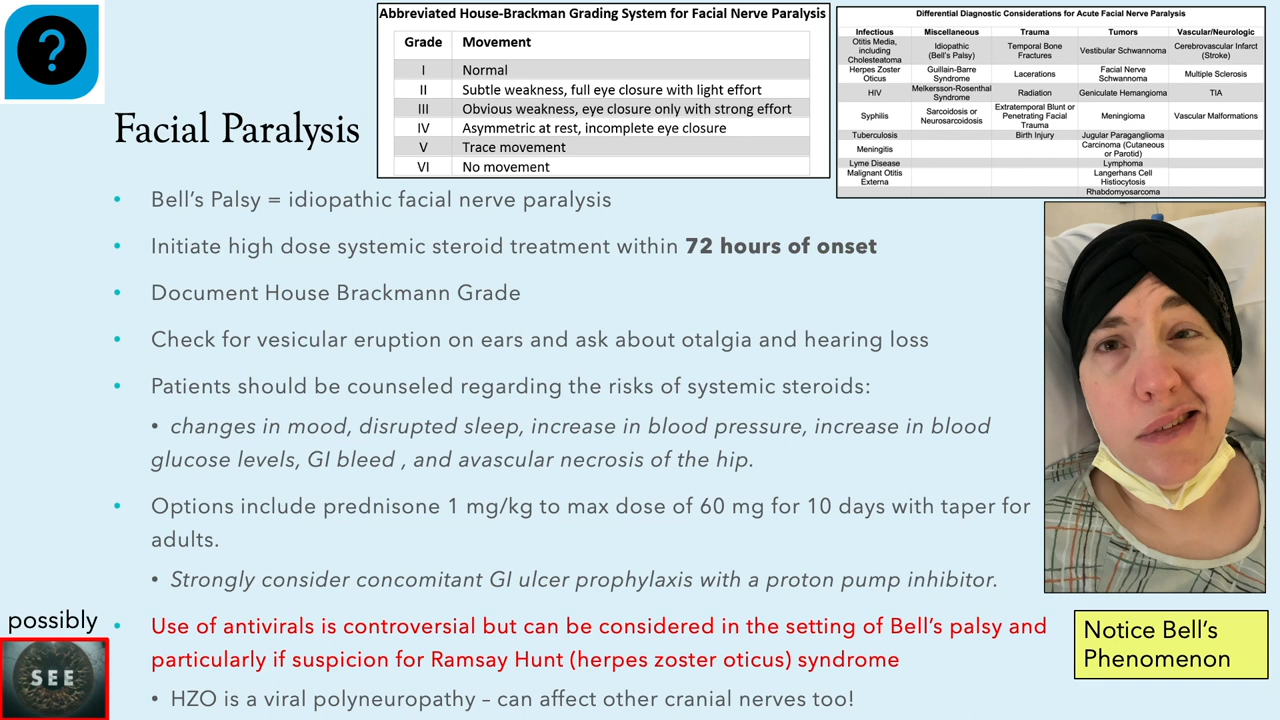 ?
Abbreviated House-Brackman Grading System for Facial Nerve Paralysis
Grade Movement
I Normal
II Subtle weakness, full eye closure with light effort
III Obvious weakness, eye closure only with strong effort
IV Asymmetric at rest, incomplete eye closure
V Trace movement
VI No movement
Differential Diagnostic Considerations for Acute Facial Nerve Paralysis
Infectious Miscellaneous Trauma Tumors Vascular/Neurologic
Otitis Media, including Cholesteatoma Idiopathic (Bell's Palsy) Temporal Bone Fractures Vestibular Schwannoma Cerebrovascular Infarct (Stroke)
Herpes Zoster Oticus Guillain-Barre Syndrome Lacerations Facial Nerve Schwannoma Multiple Sclerosis
HIV Melkersson-Rosenthal Syndrome Radiation Geniculate Hemangioma TIA
Syphilis Sarcoidosis or Neurosarcoidosis Extratemporal Blunt or Penetrating Facial Trauma Meningioma Vascular Malformations
Tuberculosis Birth Injury Jugular Paraganglioma
Meningitis Carcinoma (Cutaneous or Parotid)
Lyme Disease Lymphoma
Malignant Otitis Externa Langerhans Cell Histiocytosis
Rhabdomyosarcoma
Facial Paralysis
• Bell's Palsy = idiopathic facial nerve paralysis
• Initiate high dose systemic steroid treatment within 72 hours of onset
• Document House Brackmann Grade
• Check for vesicular eruption on ears and ask about otalgia and hearing loss
• Patients should be counseled regarding the risks of systemic steroids:
• changes in mood, disrupted sleep, increase in blood pressure, increase in blood
glucose levels, GI bleed , and avascular necrosis of the hip.
• Options include prednisone 1 mg/kg to max dose of 60 mg for 10 days with taper for
adults.
• Strongly consider concomitant GI ulcer prophylaxis with a proton pump inhibitor.
possibly
SEE
• Use of antivirals is controversial but can be considered in the setting of Bell's palsy and
particularly if suspicion for Ramsay Hunt (herpes zoster oticus) syndrome
• HZO is a viral polyneuropathy – can affect other cranial nerves too!
Notice Bell's
Phenomenon